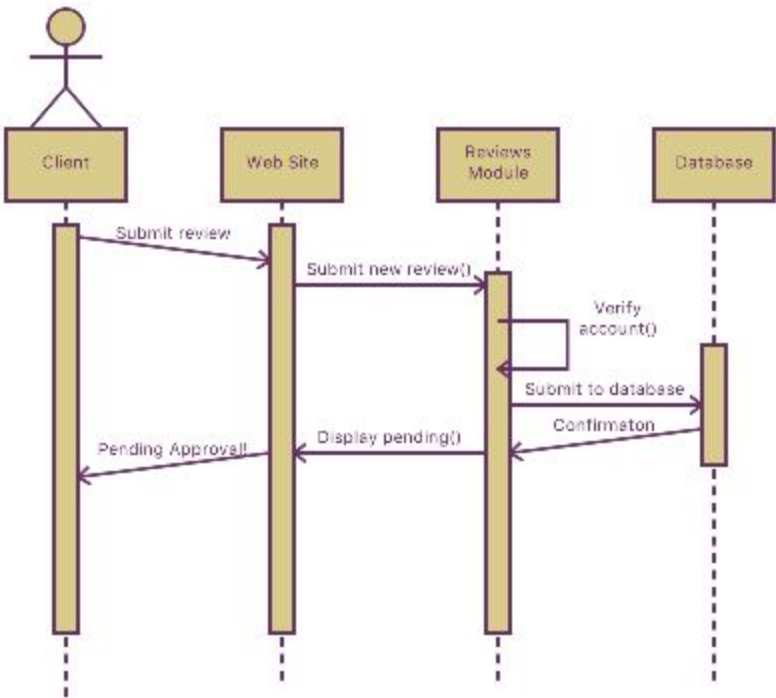 Client
Web Site
Reviews
Module
Database
Submit review
Submit new review()
Verify
account()
Submit to database
Confirmaton
Display pending()
Pending Approval!